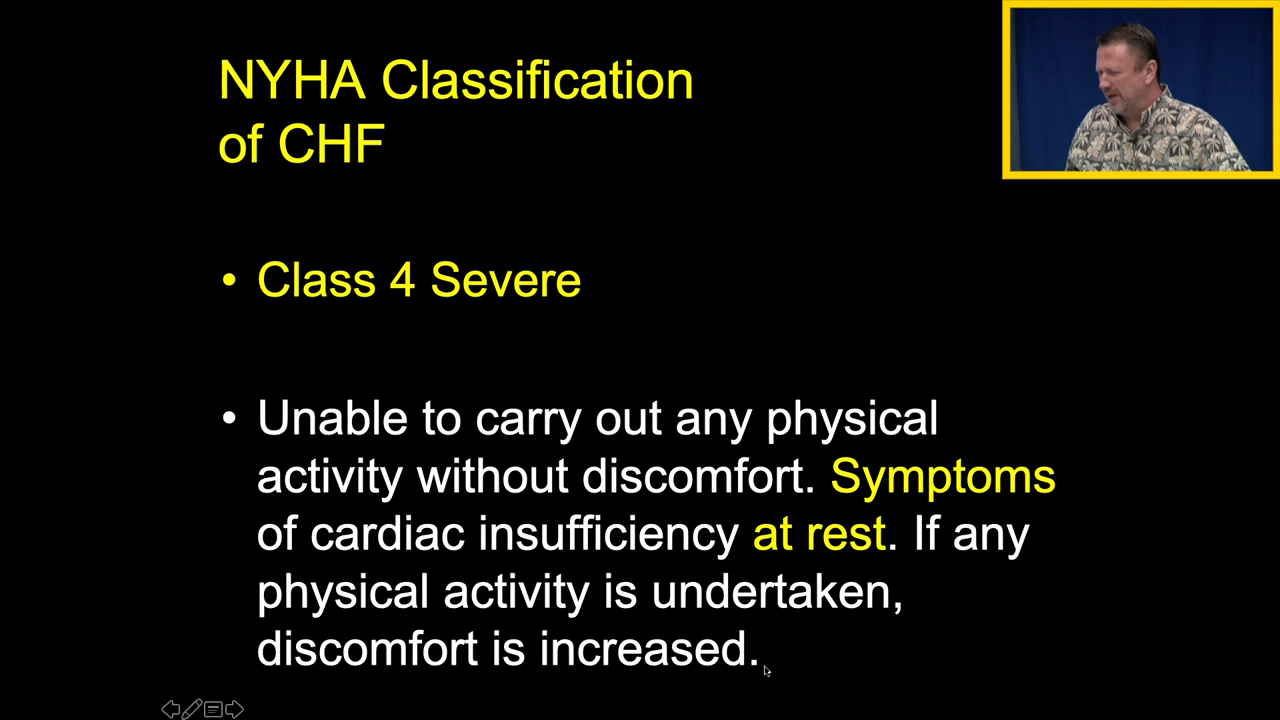 NYHA Classification
of CHF
• Class 4 Severe
• Unable to carry out any physical
activity without discomfort. Symptoms
of cardiac insufficiency at rest. If any
physical activity is undertaken,
discomfort is increased.